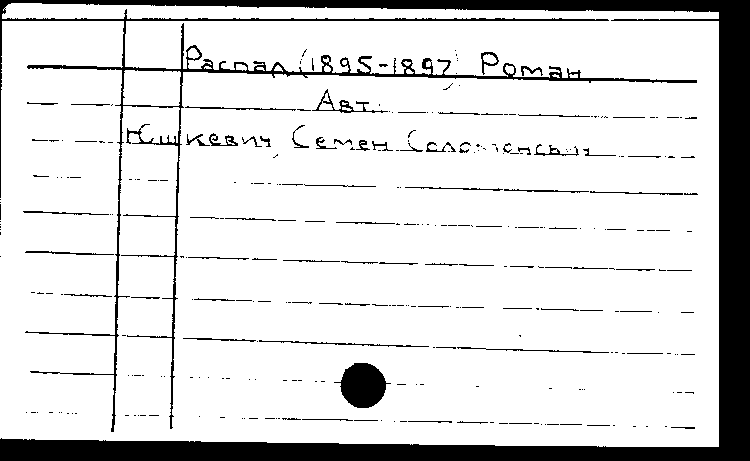 Распад (1895-1897) Роман
Авт.
Юшкевич, Семен Соломонович